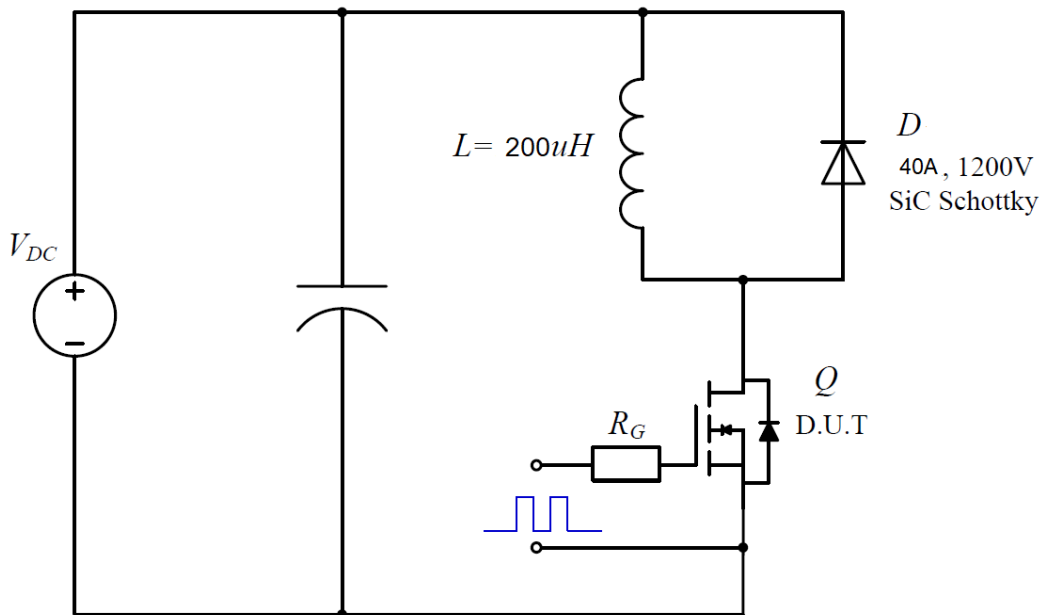 D
L= 200uH
40A , 1200V
SiC Schottky
V_DC
+
−
Q
D.U.T
R_G